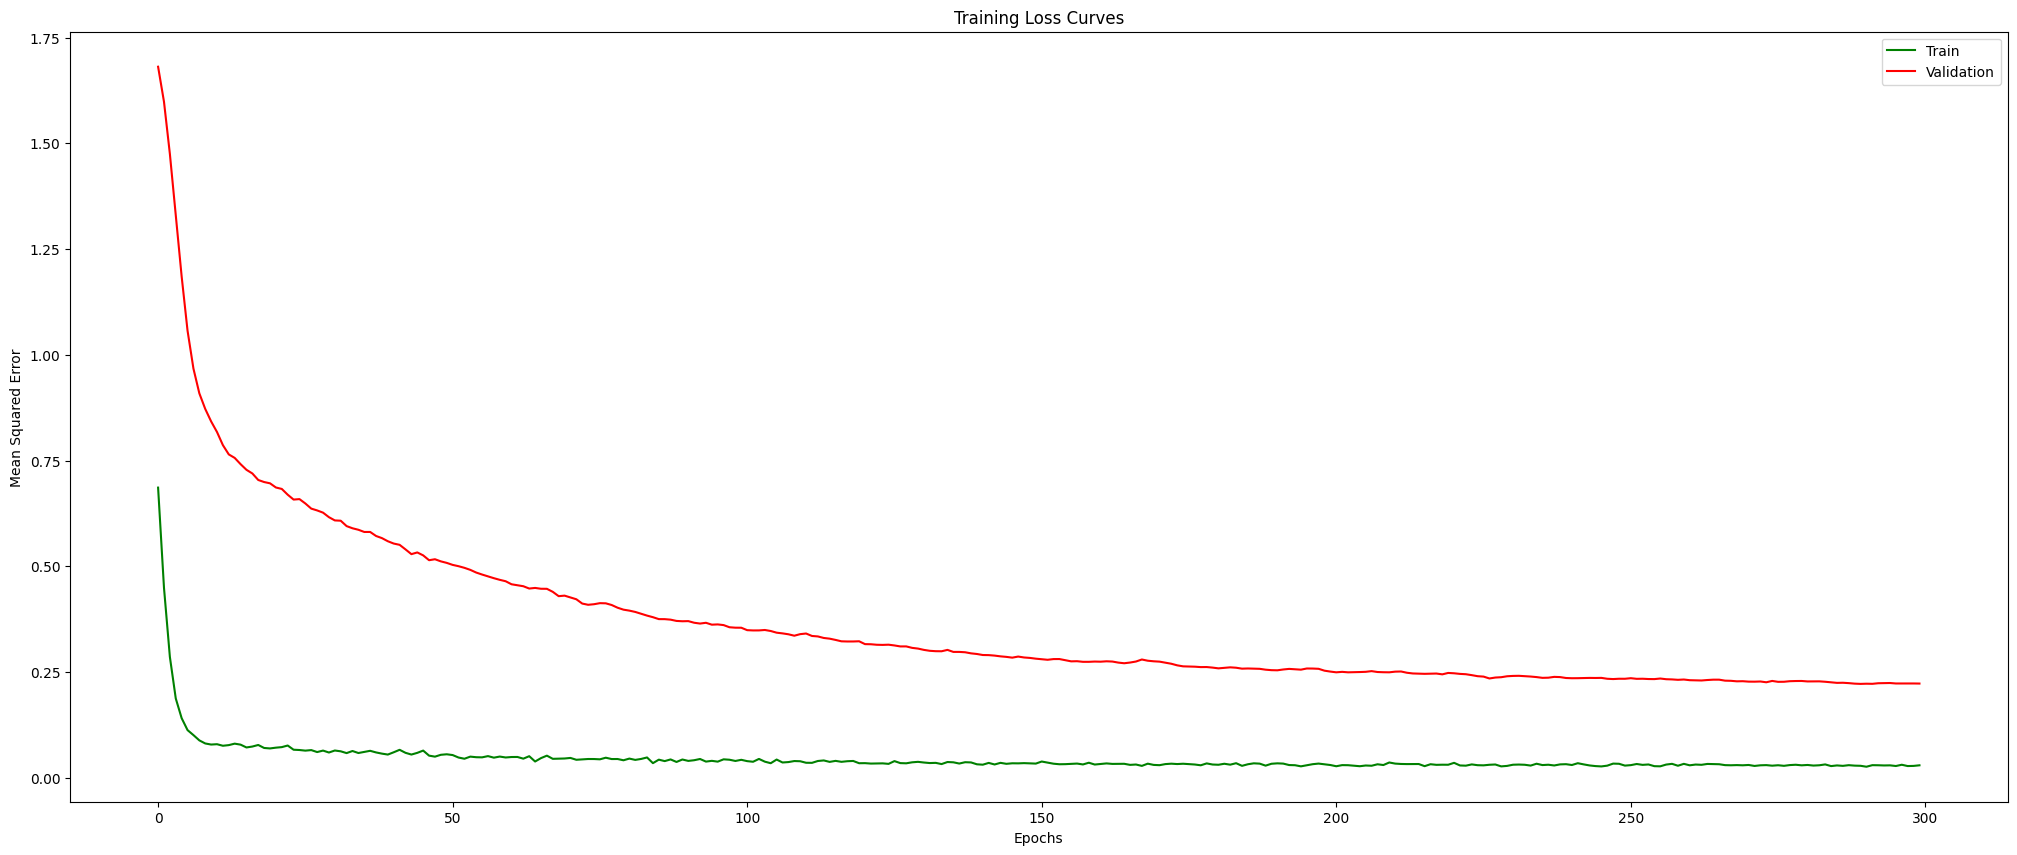 Training Loss Curves
Train
Validation
Mean Squared Error
1.75
1.50
1.25
1.00
0.75
0.50
0.25
0.00
0 50 100 150 200 250 300
Epochs